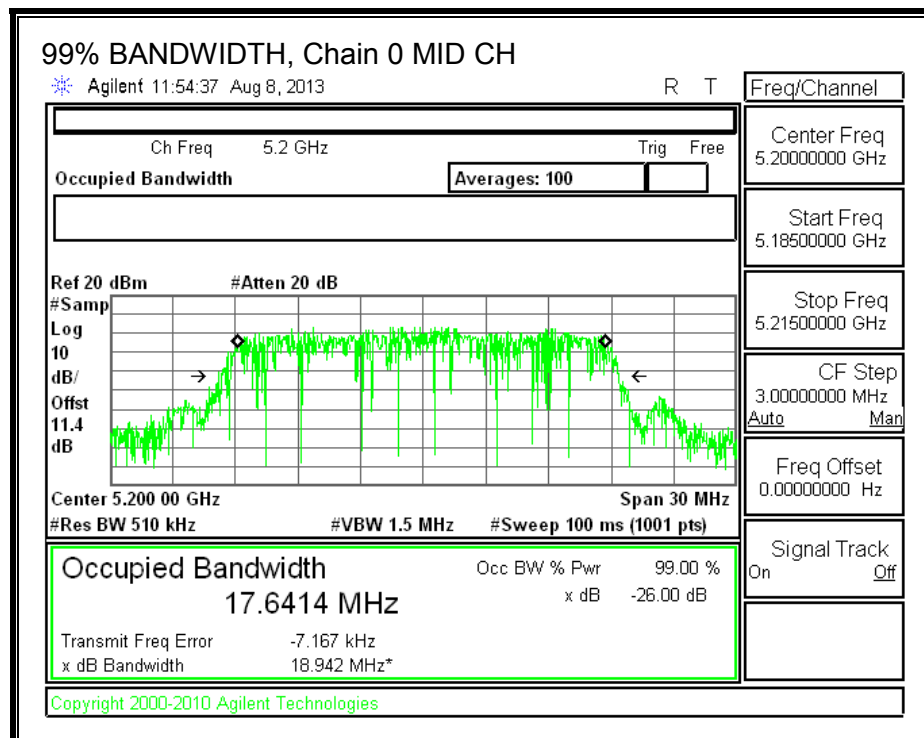 99% BANDWIDTH, Chain 0 MID CH
Agilent 11:54:37 Aug 8, 2013 R T
Freq/Channel
Ch Freq 5.2 GHz Trig Free
Occupied Bandwidth Averages: 100
Center Freq
5.20000000 GHz
Start Freq
5.18500000 GHz
Stop Freq
5.21500000 GHz
CF Step
3.00000000 MHz
Auto Man
Freq Offset
0.00000000 Hz
Signal Track
On Off
Ref 20 dBm #Atten 20 dB
#Samp
Log
10
dB/
Offst
11.4
dB
Center 5.200 00 GHz Span 30 MHz
#Res BW 510 kHz #VBW 1.5 MHz #Sweep 100 ms (1001 pts)
Occupied Bandwidth Occ BW % Pwr 99.00 %
17.6414 MHz x dB -26.00 dB
Transmit Freq Error -7.167 kHz
x dB Bandwidth 18.942 MHz*
Copyright 2000-2010 Agilent Technologies